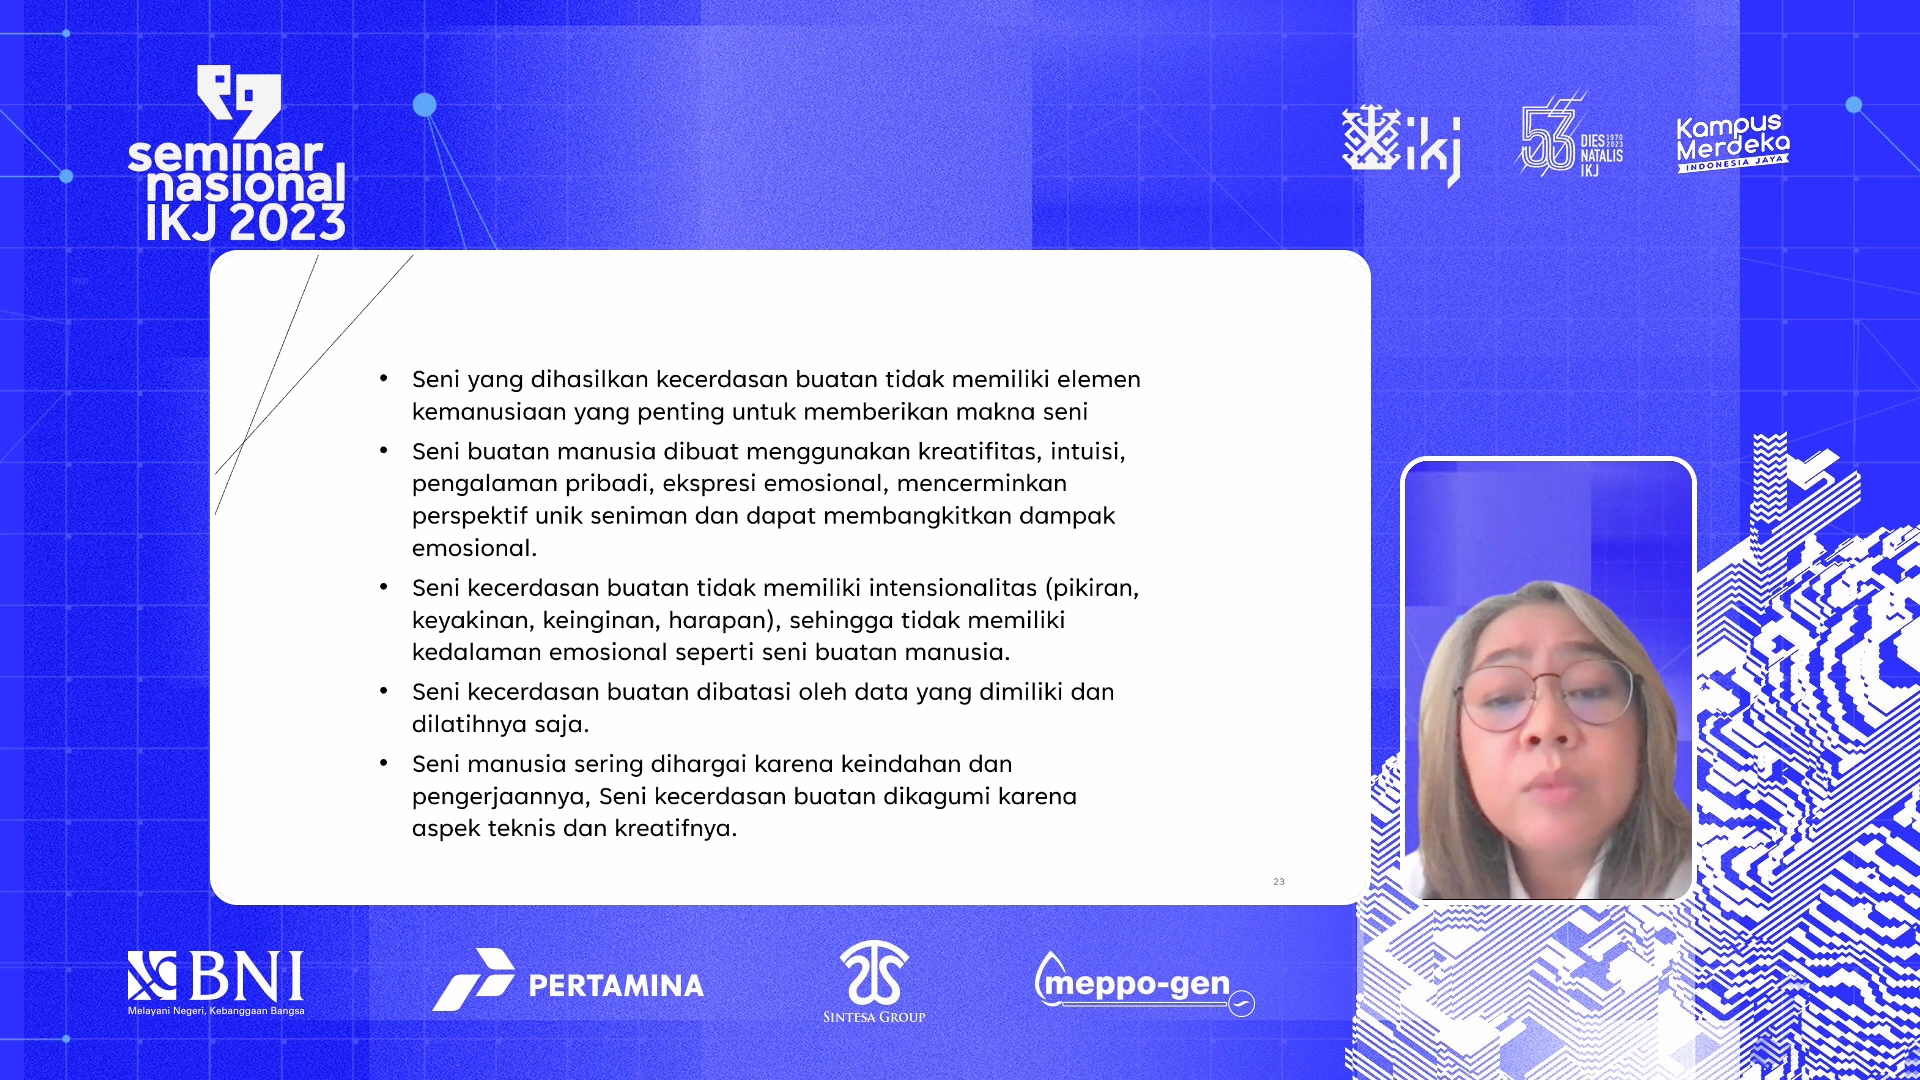 seminar
nasional
IKJ 2023
ikj
53
DIES 1970
NATALIS 2023
IKJ
Kampus
Merdeka
INDONESIA JAYA
• Seni yang dihasilkan kecerdasan buatan tidak memiliki elemen
kemanusiaan yang penting untuk memberikan makna seni
• Seni buatan manusia dibuat menggunakan kreatifitas, intuisi,
pengalaman pribadi, ekspresi emosional, mencerminkan
perspektif unik seniman dan dapat membangkitkan dampak
emosional.
• Seni kecerdasan buatan tidak memiliki intensionalitas (pikiran,
keyakinan, keinginan, harapan), sehingga tidak memiliki
kedalaman emosional seperti seni buatan manusia.
• Seni kecerdasan buatan dibatasi oleh data yang dimiliki dan
dilatihnya saja.
• Seni manusia sering dihargai karena keindahan dan
pengerjaannya, Seni kecerdasan buatan dikagumi karena
aspek teknis dan kreatifnya.
23
BNI
Melayani Negeri, Kebanggaan Bangsa
PERTAMINA
SINTESA GROUP
meppo-gen